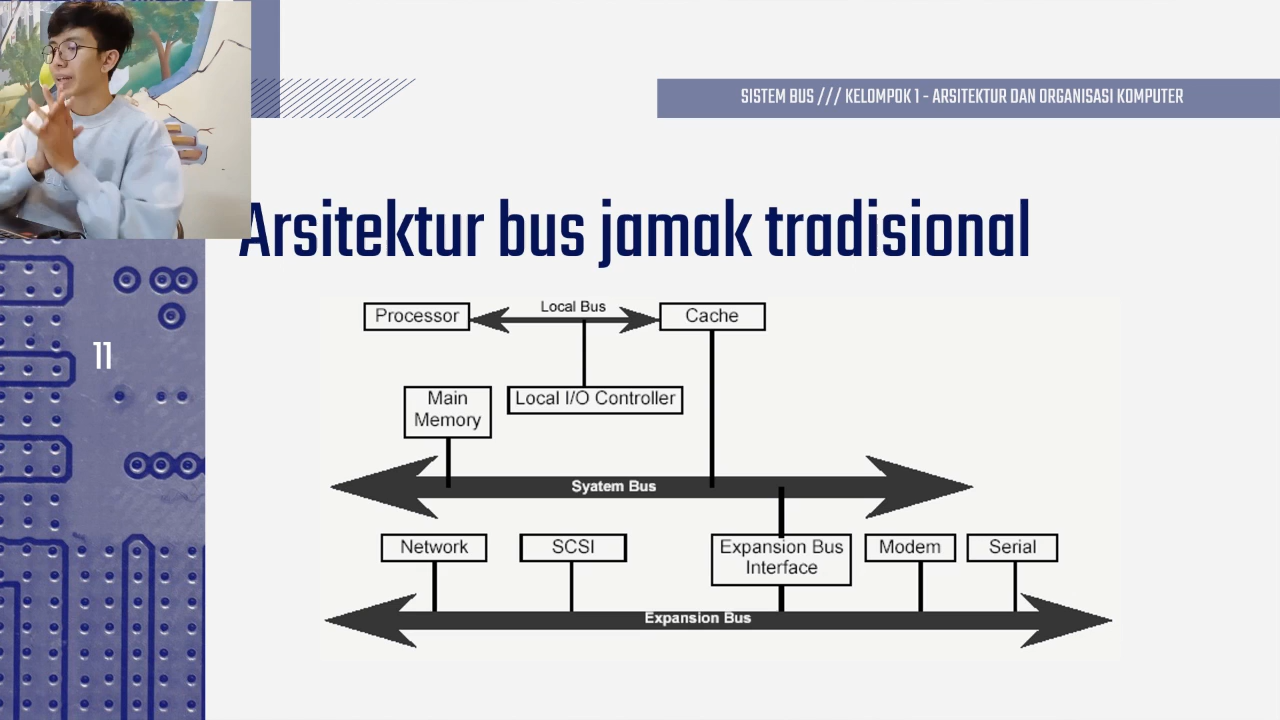 SISTEM BUS /// KELOMPOK 1 - ARSITEKTUR DAN ORGANISASI KOMPUTER
Arsitektur bus jamak tradisional
11
Processor
Local Bus
Cache
Main
Memory
Local I/O Controller
Syatem Bus
Network
SCSI
Expansion Bus
Interface
Modem
Serial
Expansion Bus